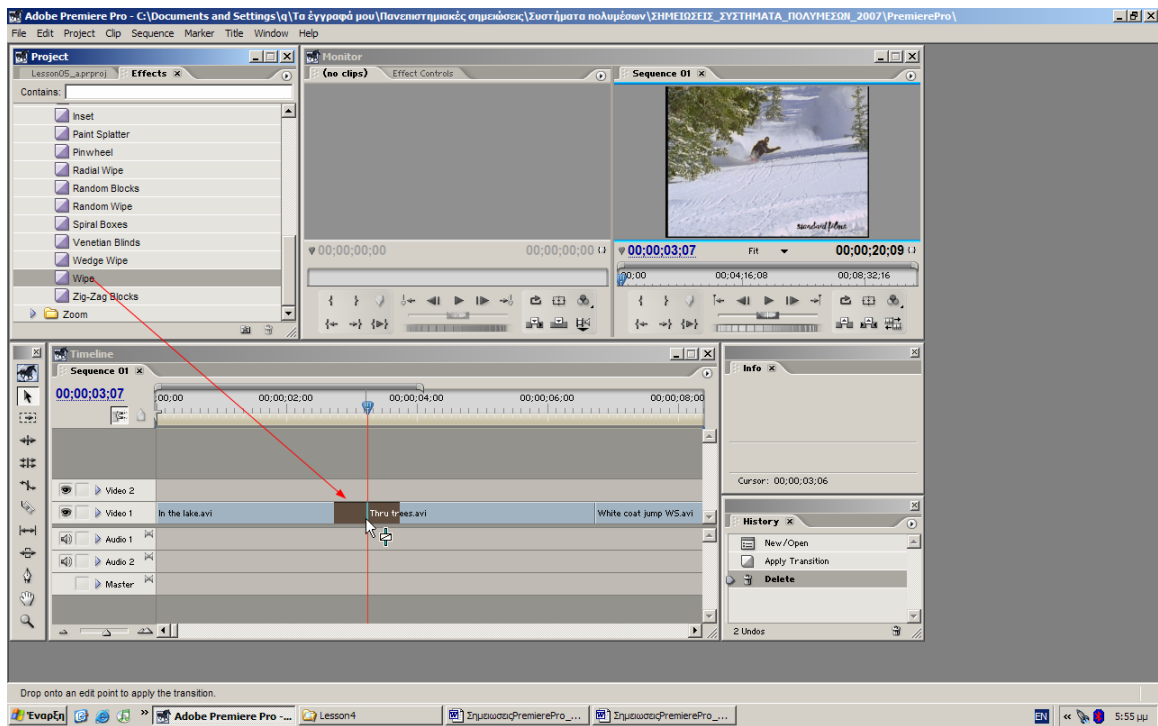 Adobe Premiere Pro - C:\Documents and Settings\q\Τα έγγραφά μου\Πανεπιστημιακές σημειώσεις\Συστήματα πολυμέσων\ΣΗΜΕΙΩΣΕΙΣ_ΣΥΣΤΗΜΑΤΑ_ΠΟΛΥΜΕΣΩΝ_2007\PremierePro\
File Edit Project Clip Sequence Marker Title Window Help
Project
Lesson05_a.prproj Effects
Contains:
Inset
Paint Splatter
Pinwheel
Radial Wipe
Random Blocks
Random Wipe
Spiral Boxes
Venetian Blinds
Wedge Wipe
Wipe
Zig-Zag Blocks
Zoom
Monitor
(no clips) Effect Controls
Sequence 01
standard films
00;00;00;00 00;00;00;00
00;00;03;07 Fit 00;00;20;09
00;00 00;04;16;08 00;08;32;16
Timeline
Sequence 01
00;00;03;07
00;00 00;00;02;00 00;00;04;00 00;00;06;00 00;00;08;00
Video 2
Video 1 In the lake.avi Thru trees.avi White coat jump WS.avi
Audio 1
Audio 2
Master
Info
Cursor: 00;00;03;06
History
New/Open
Apply Transition
Delete
2 Undos
Drop onto an edit point to apply the transition.
Έναρξη » Adobe Premiere Pro -... Lesson4 ΣημειωσειςPremierePro_... ΣημειωσειςPremierePro_... EN « 5:55 μμ